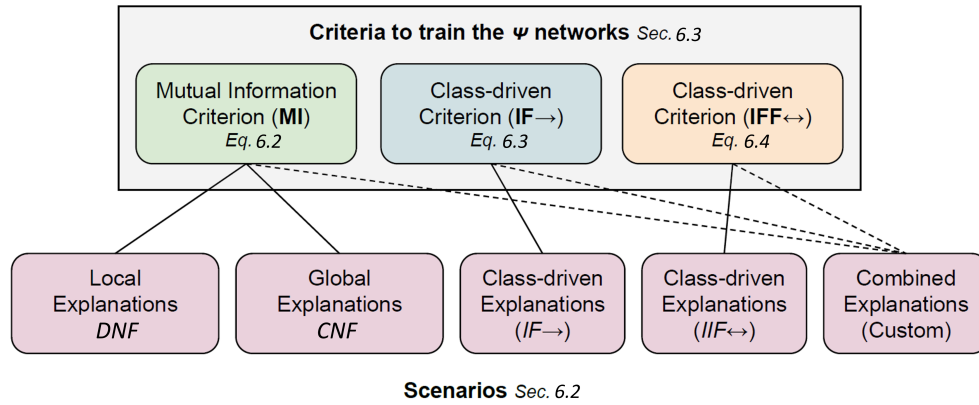 Criteria to train the Ψ networks Sec. 6.3
Mutual Information
Criterion (MI)
Eq. 6.2
Class-driven
Criterion (IF→)
Eq. 6.3
Class-driven
Criterion (IFF↔)
Eq. 6.4
Local
Explanations
DNF
Global
Explanations
CNF
Class-driven
Explanations
(IF→)
Class-driven
Explanations
(IIF↔)
Combined
Explanations
(Custom)
Scenarios Sec. 6.2